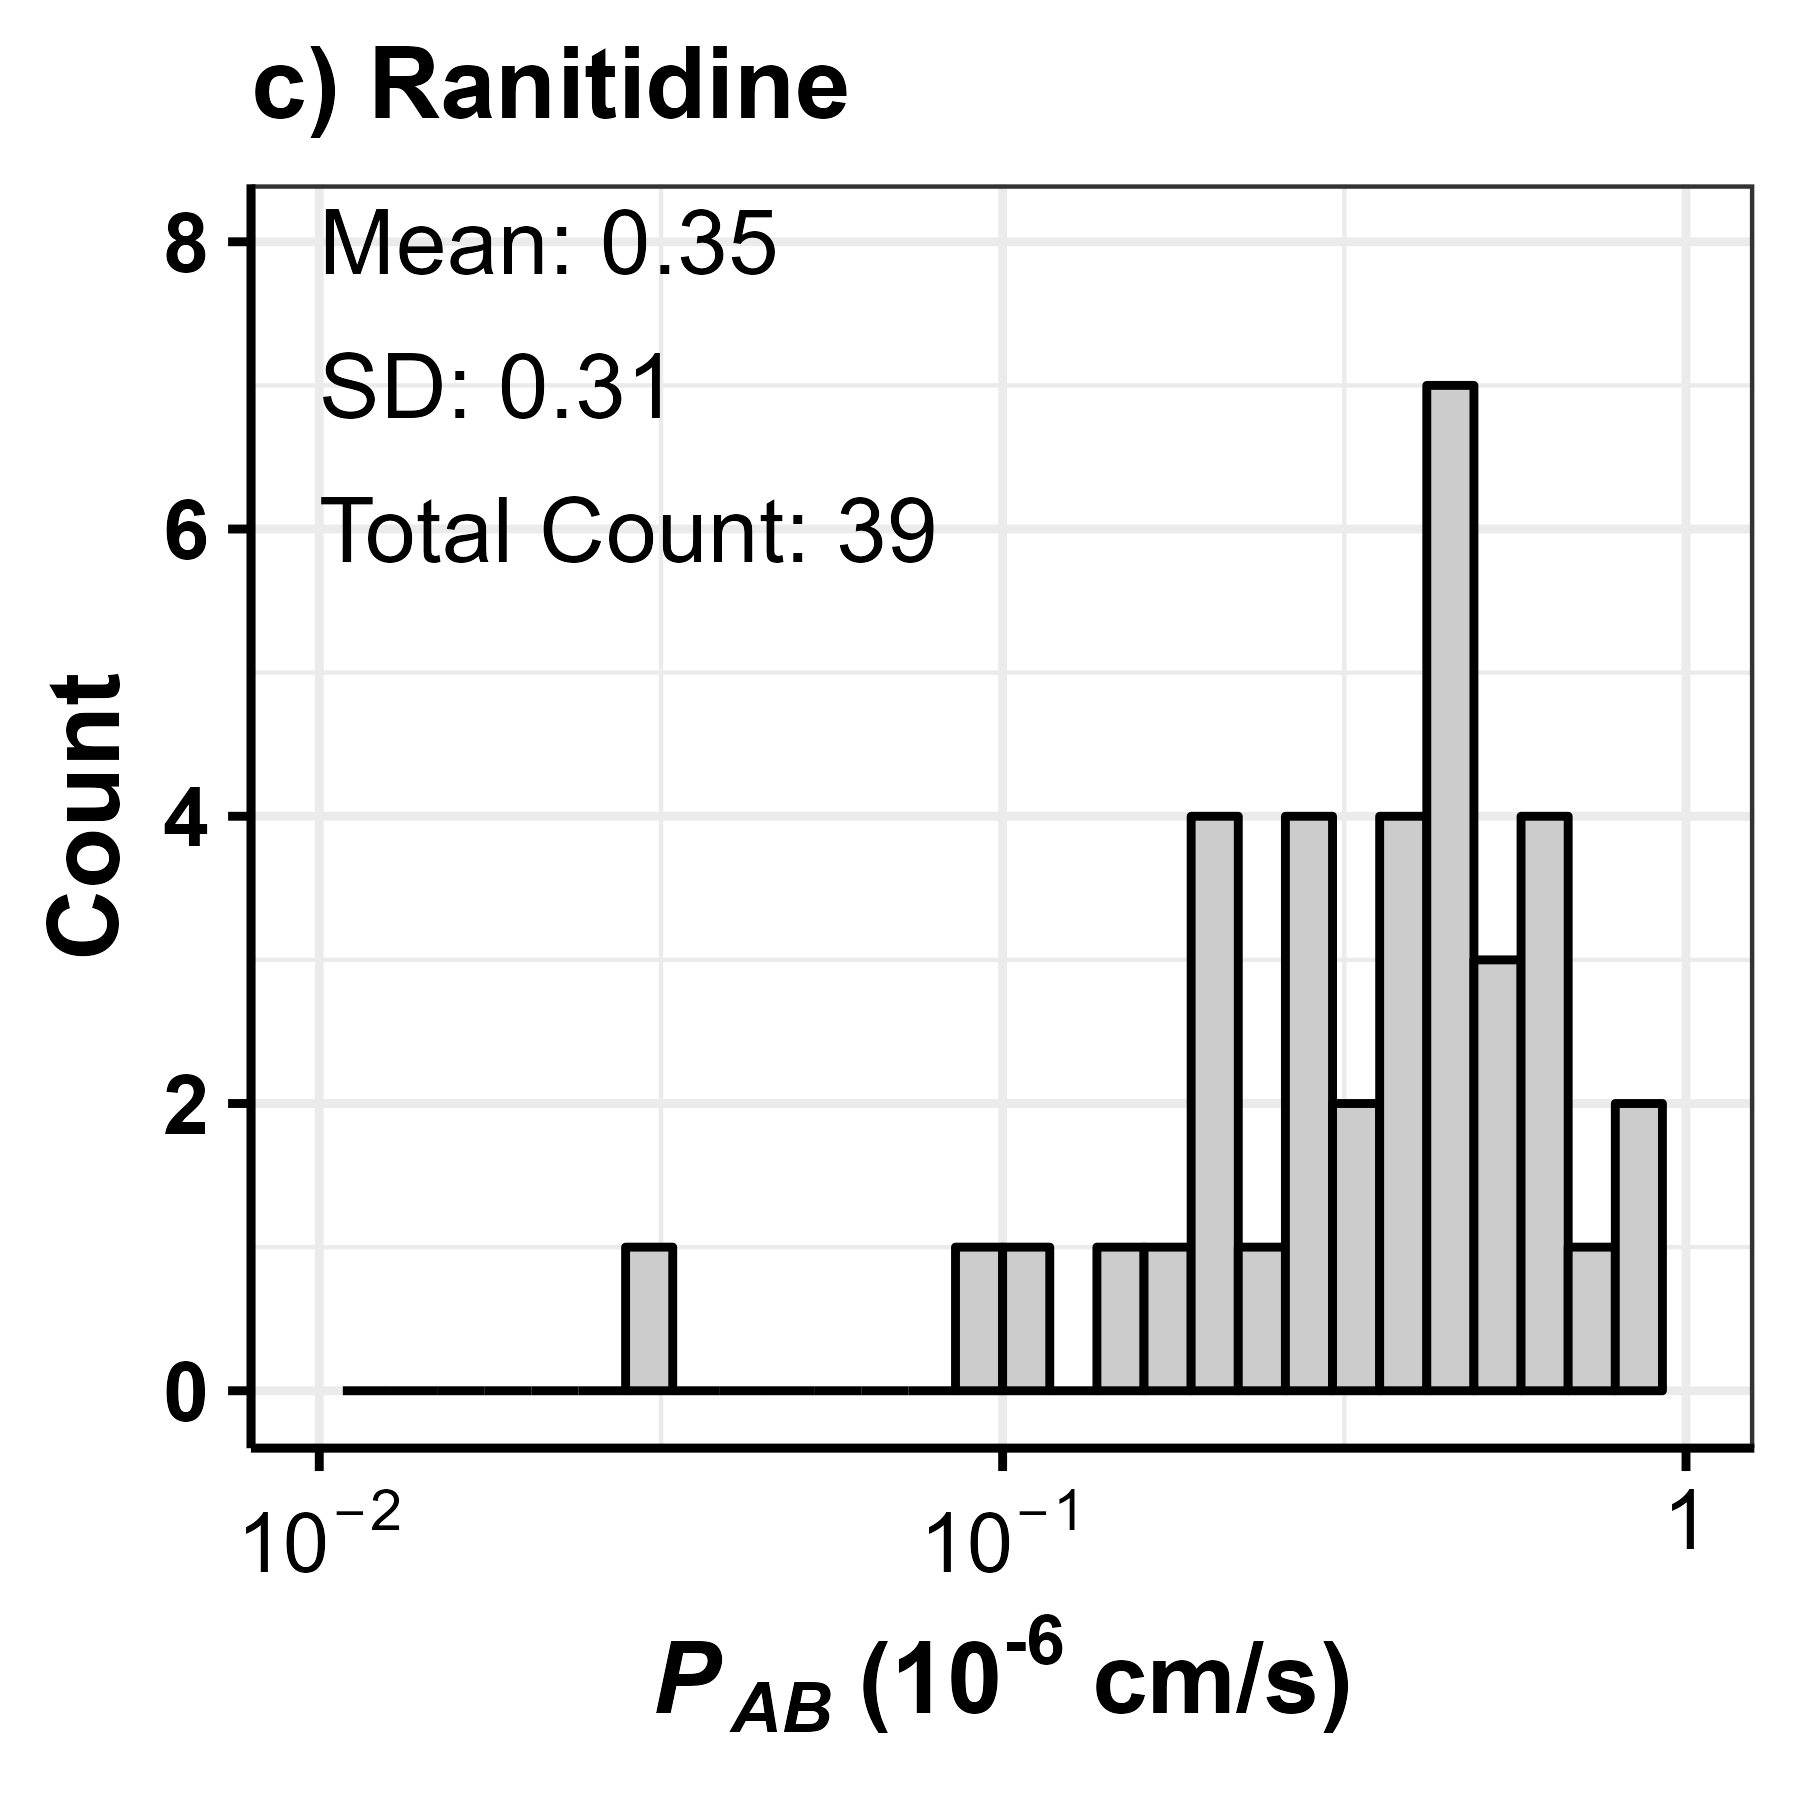 c) Ranitidine
Mean: 0.35
SD: 0.31
Total Count: 39
Count
8
6
4
2
0
10⁻²
10⁻¹
1
P_AB (10⁻⁶ cm/s)